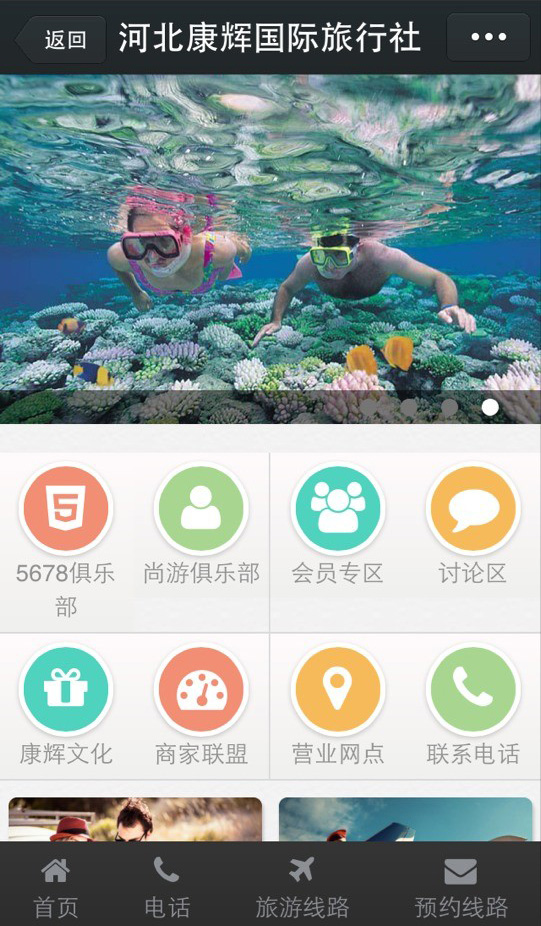 返回
河北康辉国际旅行社
5678俱乐部
尚游俱乐部
会员专区
讨论区
康辉文化
商家联盟
营业网点
联系电话
首页
电话
旅游线路
预约线路